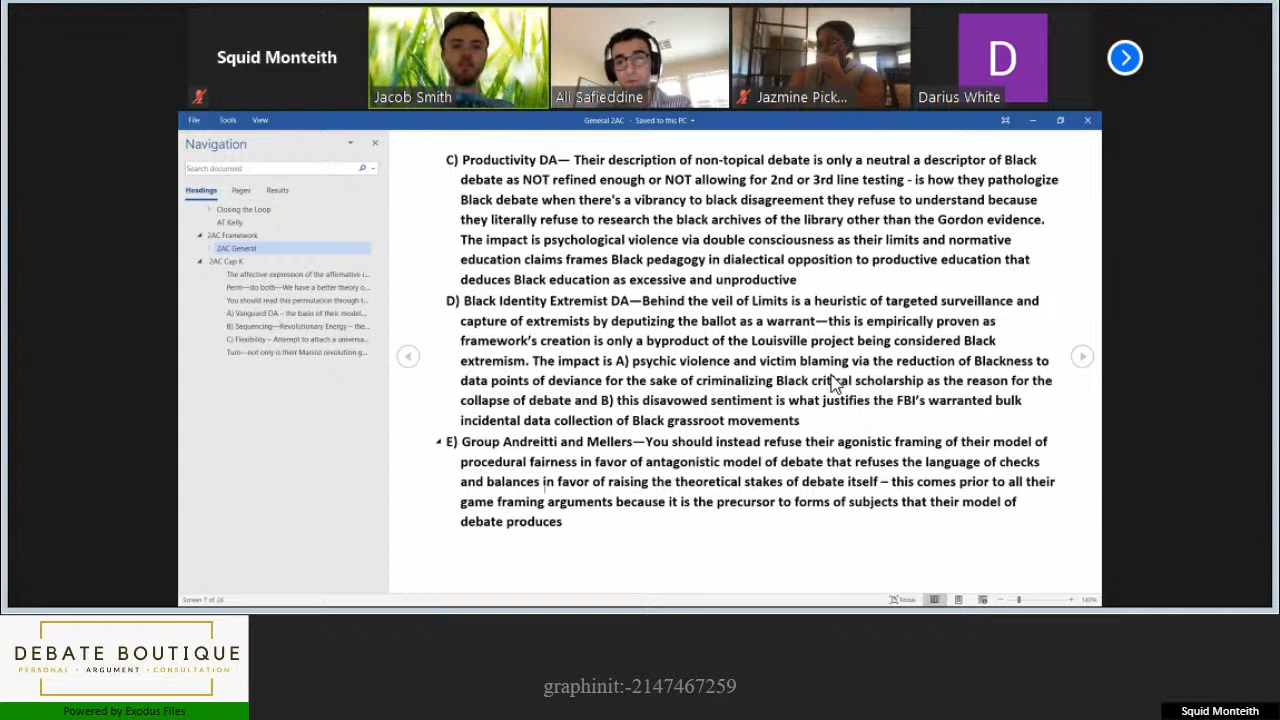 Squid Monteith
Jacob Smith
Ali Safieddine
Jazmine Pick...
D
Darius White
File Tools View
General 2AC - Saved to this PC
Navigation
Search document
Headings Pages Results
Closing the Loop
AT Kelly
2AC Framework
2AC General
2AC Cap K
The affective expression of the affirmative i...
Perm—do both—We have a better theory o...
You should read this permutation through t...
A) Vanguard DA – the basis of their model...
B) Sequencing—Revolutionary Energy – the...
C) Flexibility – Attempt to attach a universa...
Turn—not only is their Marxist revolution g...
C) Productivity DA— Their description of non-topical debate is only a neutral a descriptor of Black
debate as NOT refined enough or NOT allowing for 2nd or 3rd line testing - is how they pathologize
Black debate when there's a vibrancy to black disagreement they refuse to understand because
they literally refuse to research the black archives of the library other than the Gordon evidence.
The impact is psychological violence via double consciousness as their limits and normative
education claims frames Black pedagogy in dialectical opposition to productive education that
deduces Black education as excessive and unproductive
D) Black Identity Extremist DA—Behind the veil of Limits is a heuristic of targeted surveillance and
capture of extremists by deputizing the ballot as a warrant—this is empirically proven as
framework's creation is only a byproduct of the Louisville project being considered Black
extremism. The impact is A) psychic violence and victim blaming via the reduction of Blackness to
data points of deviance for the sake of criminalizing Black critical scholarship as the reason for the
collapse of debate and B) this disavowed sentiment is what justifies the FBI's warranted bulk
incidental data collection of Black grassroot movements
E) Group Andreitti and Mellers—You should instead refuse their agonistic framing of their model of
procedural fairness in favor of antagonistic model of debate that refuses the language of checks
and balances in favor of raising the theoretical stakes of debate itself – this comes prior to all their
game framing arguments because it is the precursor to forms of subjects that their model of
debate produces
Screen 7 of 26
Focus
140%
DEBATE BOUTIQUE
PERSONAL · ARGUMENT · CONSULTATION
Powered by Exodus Files
graphinit:-2147467259
Squid Monteith